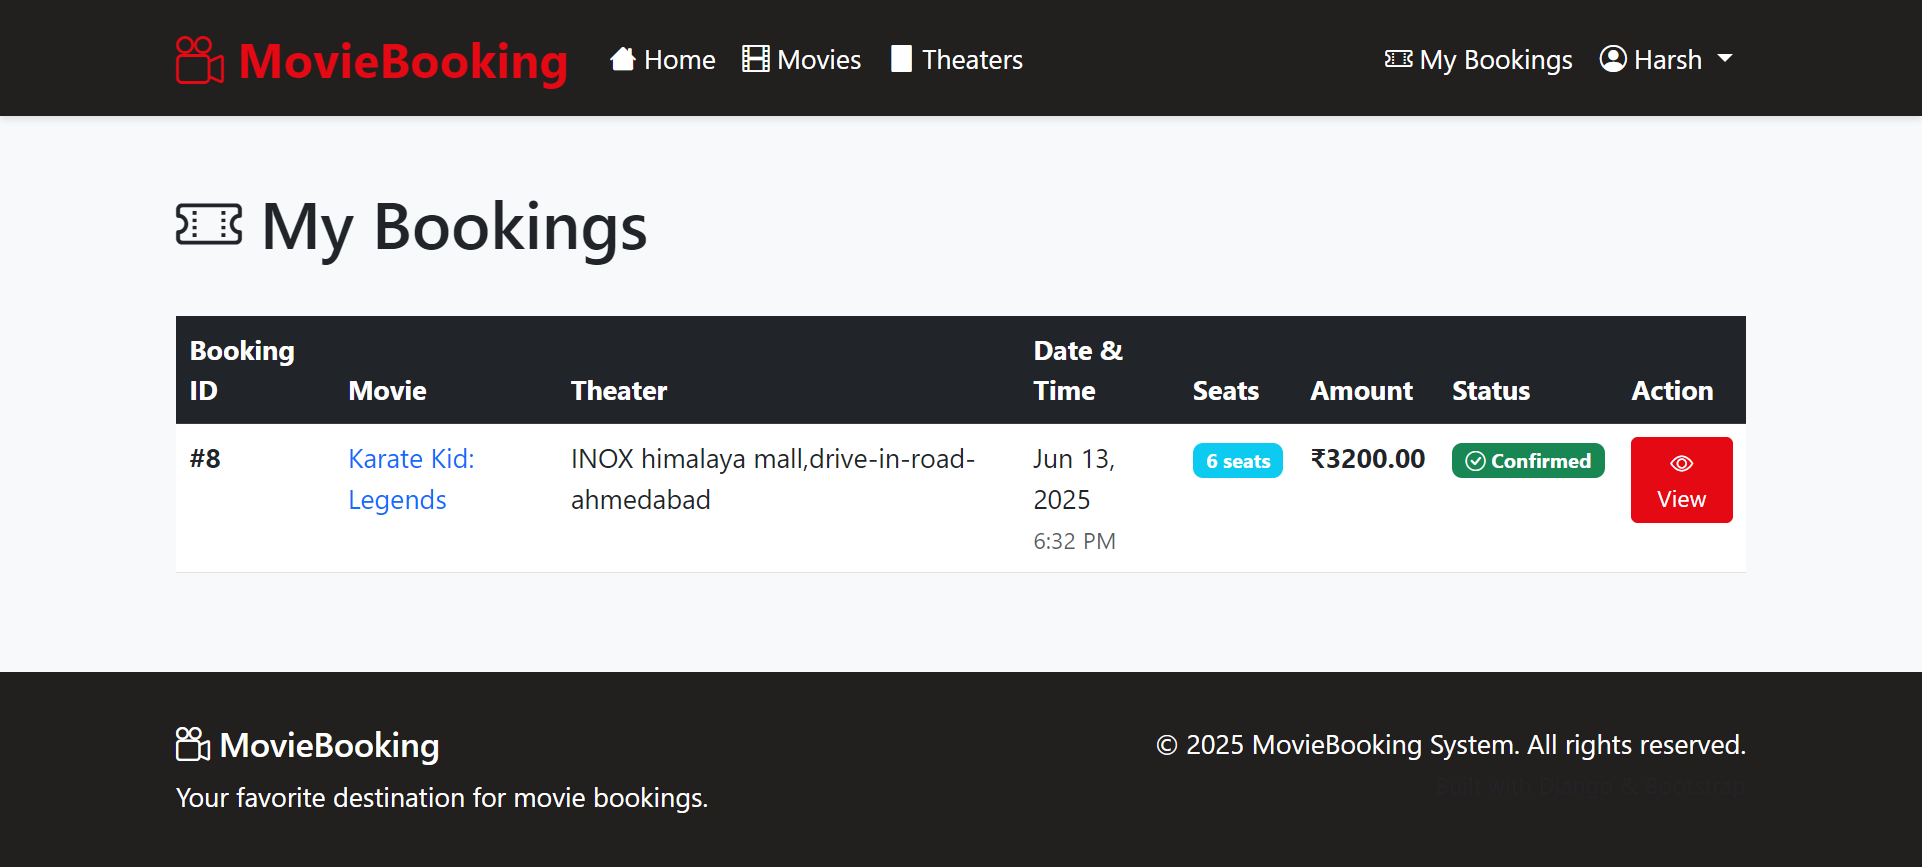 MovieBooking Home Movies Theaters My Bookings Harsh
My Bookings
Booking ID Movie Theater Date & Time Seats Amount Status Action
#8 Karate Kid: Legends INOX himalaya mall,drive-in-road-ahmedabad Jun 13, 2025 6:32 PM 6 seats ₹3200.00 Confirmed View
MovieBooking
Your favorite destination for movie bookings.
© 2025 MovieBooking System. All rights reserved.
Built with Django & Bootstrap